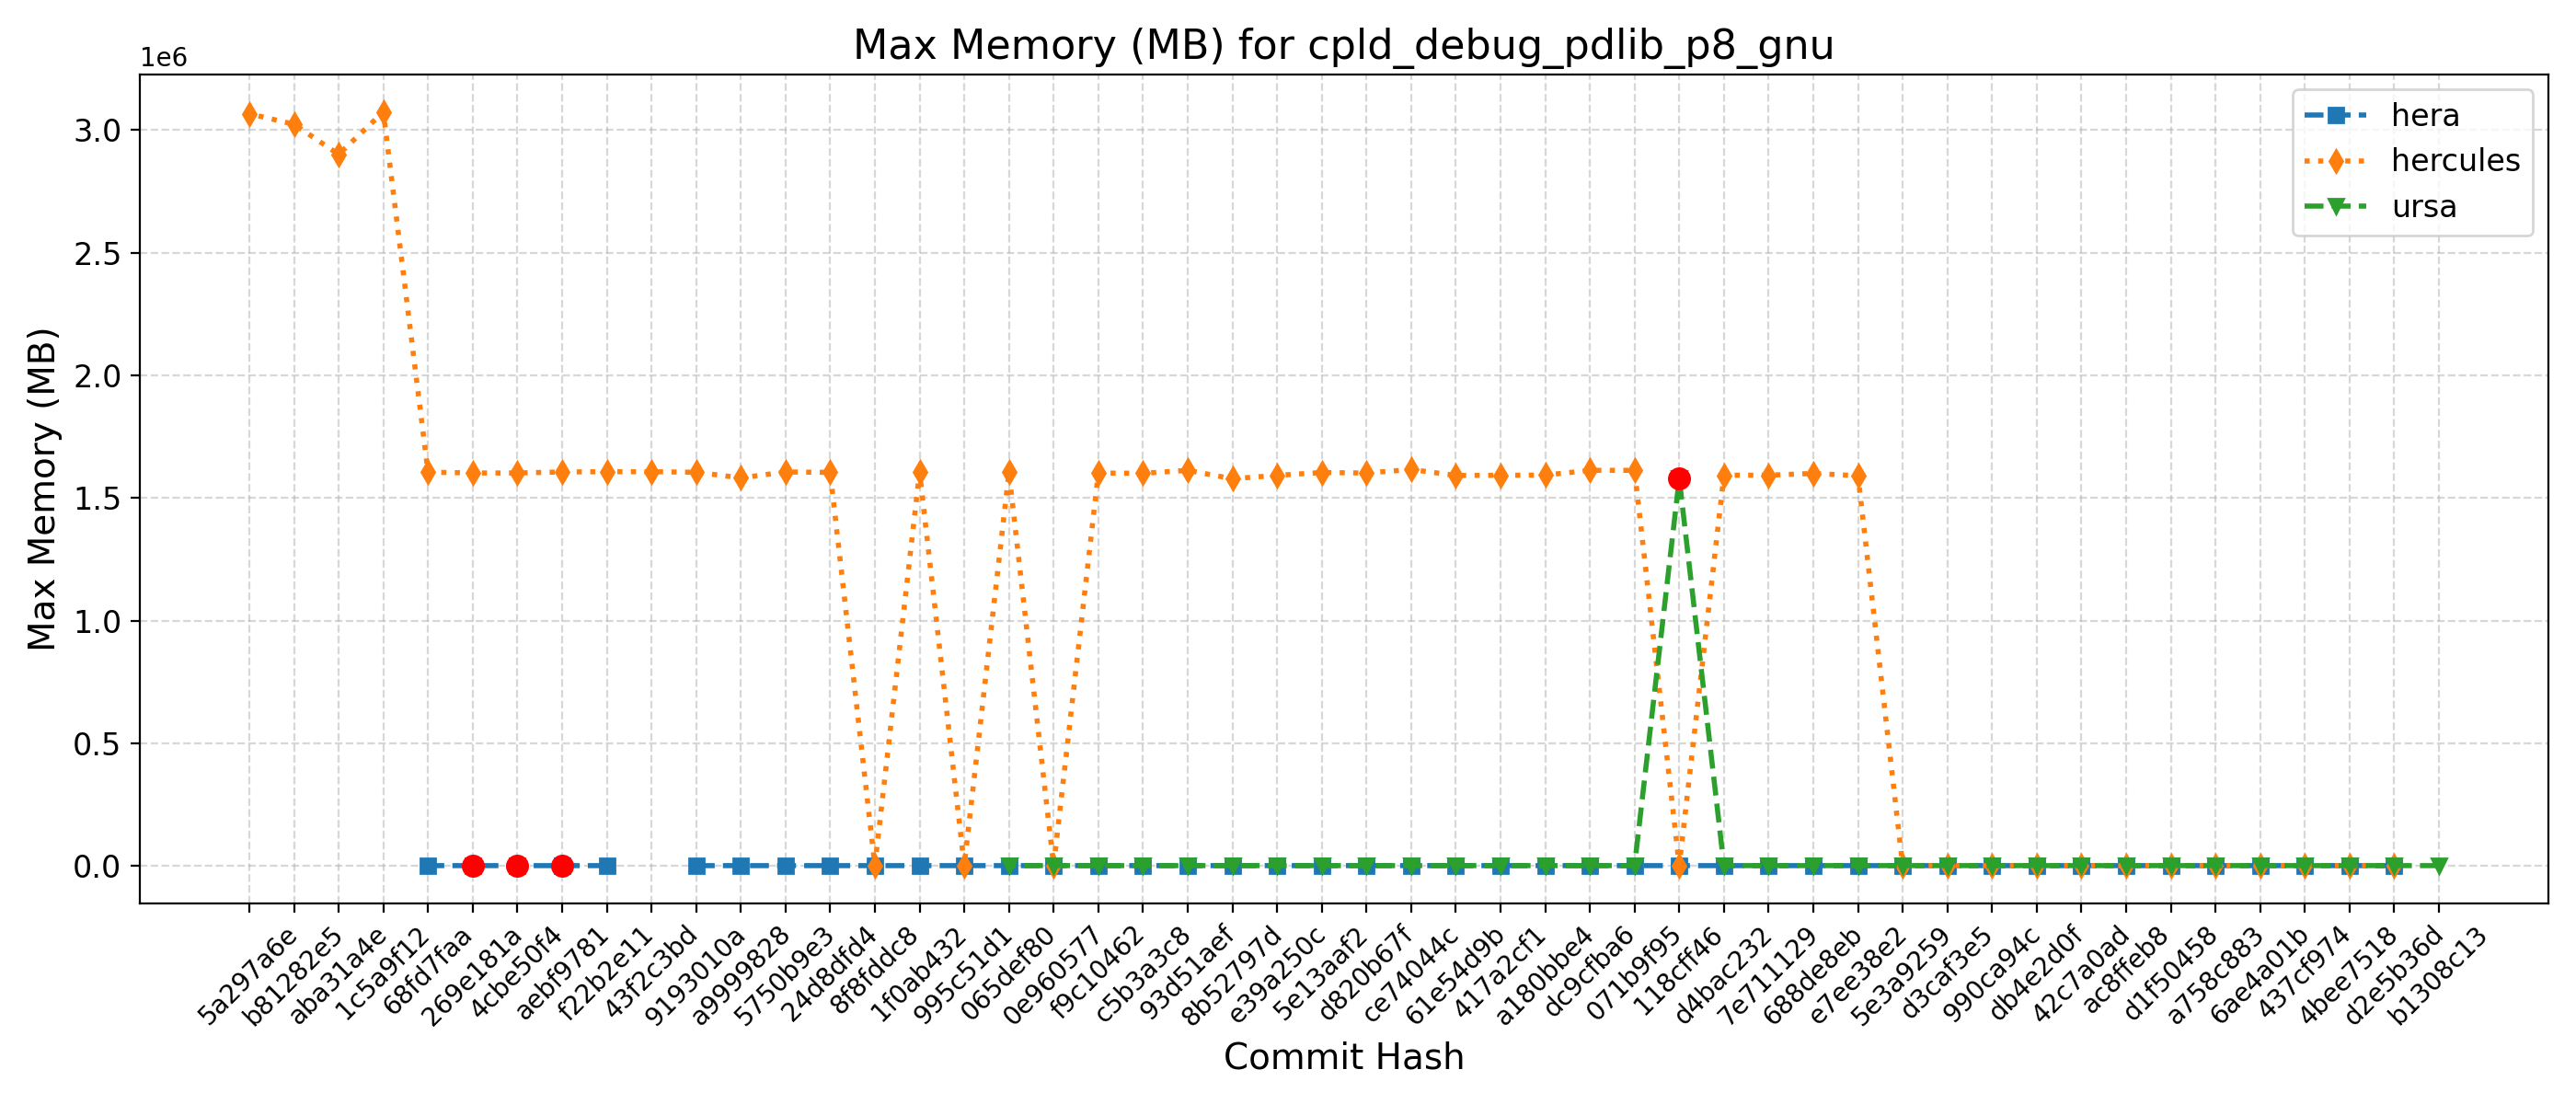 Max Memory (MB) for cpld_debug_pdlib_p8_gnu
1e6
3.0
2.5
2.0
1.5
1.0
0.5
0.0
Max Memory (MB)
hera
hercules
ursa
5a297a6e
b81282e5
aba31a4e
1c5a9f12
68fd7faa
269e181a
4cbe50f4
aebf9781
f22b2e11
43f2c3bd
9193010a
a9999828
5750b9e3
24d8dfd4
8f8fddc8
1f0ab432
995c51d1
065def80
0e960577
f9c10462
c5b3a3c8
93d51aef
8b52797d
e39a250c
5e13aaf2
d820b67f
ce74044c
61e54d9b
417a2cf1
a180bbe4
dc9cfba6
071b9f95
118cff46
d4bac232
7e711129
688de8eb
e7ee38e2
5e3a9259
d3caf3e5
990ca94c
db4e2d0f
42c7a0ad
ac8ffeb8
d1f50458
a758c883
6ae4a01b
437cf974
4bee7518
d2e5b36d
b1308c13
Commit Hash